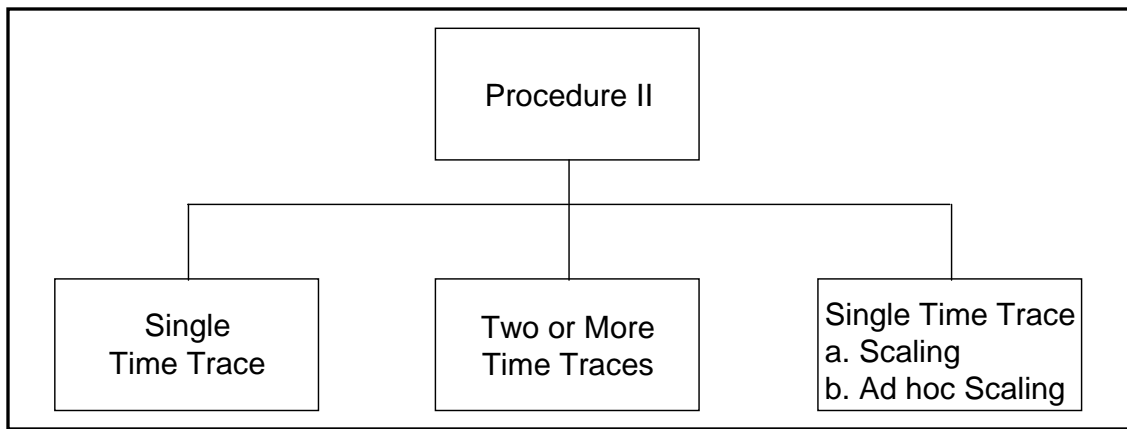 Procedure II
Single
Time Trace
Two or More
Time Traces
Single Time Trace
a. Scaling
b. Ad hoc Scaling